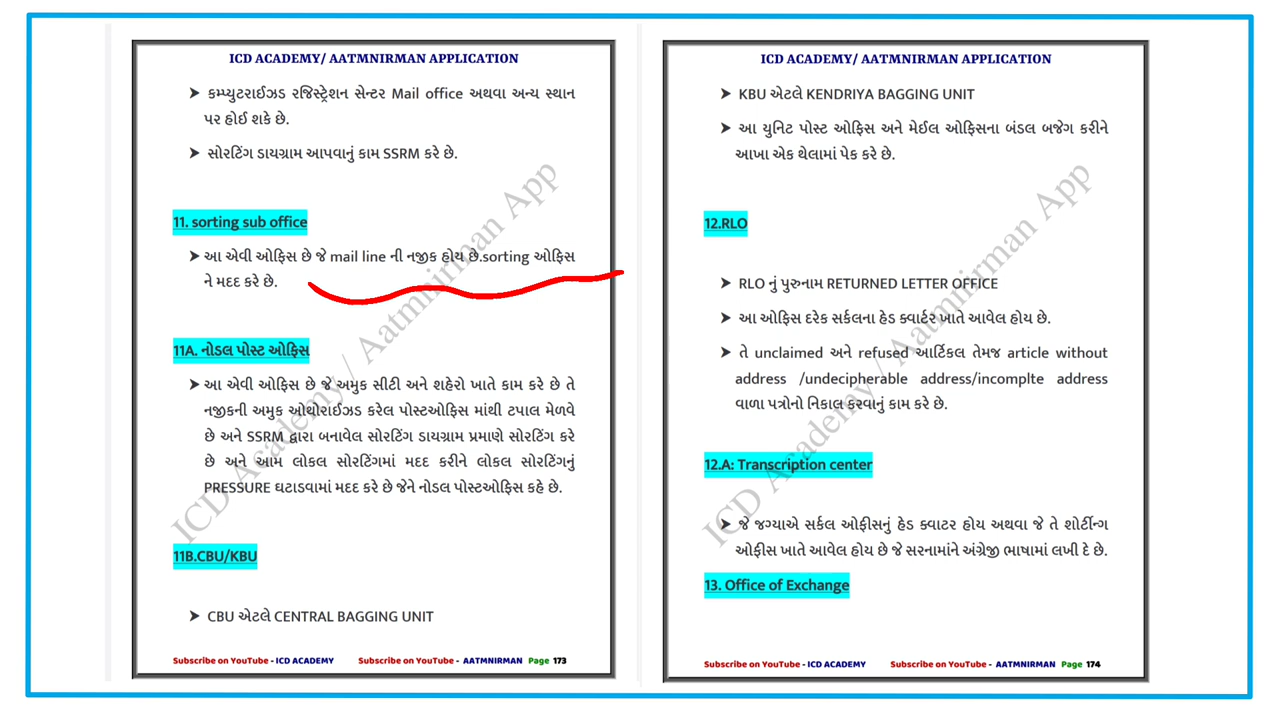 ICD ACADEMY/ AATMNIRMAN APPLICATION
➤ કમ્પ્યુટરાઈઝડ રજિસ્ટ્રેશન સેન્ટર Mail office અથવા અન્ય સ્થાન
પર હોઈ શકે છે.
➤ સોરટિંગ ડાયગ્રામ આપવાનું કામ SSRM કરે છે.
11. sorting sub office
➤ આ એવી ઓફિસ છે જે mail line ની નજીક હોય છે.sorting ઓફિસ
ને મદદ કરે છે.
11A. નોડલ પોસ્ટ ઓફિસ
➤ આ એવી ઓફિસ છે જે અમુક સીટી અને શહેરો ખાતે કામ કરે છે તે
નજીકની અમુક ઓથોરાઈઝડ કરેલ પોસ્ટઓફિસ માંથી ટપાલ મેળવે
છે અને SSRM દ્વારા બનાવેલ સોરટિંગ ડાયગ્રામ પ્રમાણે સોરટિંગ કરે
છે અને આમ લોકલ સોરટિંગમાં મદદ કરીને લોકલ સોરટિંગનું
PRESSURE ઘટાડવામાં મદદ કરે છે જેને નોડલ પોસ્ટઓફિસ કહે છે.
11B.CBU/KBU
➤ CBU એટલે CENTRAL BAGGING UNIT
Subscribe on YouTube - ICD ACADEMY Subscribe on YouTube - AATMNIRMAN Page 173
ICD Academy / Aatmnirman App
ICD ACADEMY/ AATMNIRMAN APPLICATION
➤ KBU એટલે KENDRIYA BAGGING UNIT
➤ આ યુનિટ પોસ્ટ ઓફિસ અને મેઈલ ઓફિસના બંડલ બજેગ કરીને
આખા એક થેલામાં પેક કરે છે.
12.RLO
➤ RLO નું પુરુનામ RETURNED LETTER OFFICE
➤ આ ઓફિસ દરેક સર્કલના હેડ ક્વાર્ટર ખાતે આવેલ હોય છે.
➤ તે unclaimed અને refused આર્ટિકલ તેમજ article without
address /undecipherable address/incomplte address
વાળા પત્રોનો નિકાલ કરવાનું કામ કરે છે.
12.A: Transcription center
➤ જે જગ્યાએ સર્કલ ઓફીસનું હેડ ક્વાટર હોય અથવા જે તે શોર્ટીન્ગ
ઓફીસ ખાતે આવેલ હોય છે જે સરનામાંને અંગ્રેજી ભાષામાં લખી દે છે.
13. Office of Exchange
Subscribe on YouTube - ICD ACADEMY Subscribe on YouTube - AATMNIRMAN Page 174
ICD Academy / Aatmnirman App